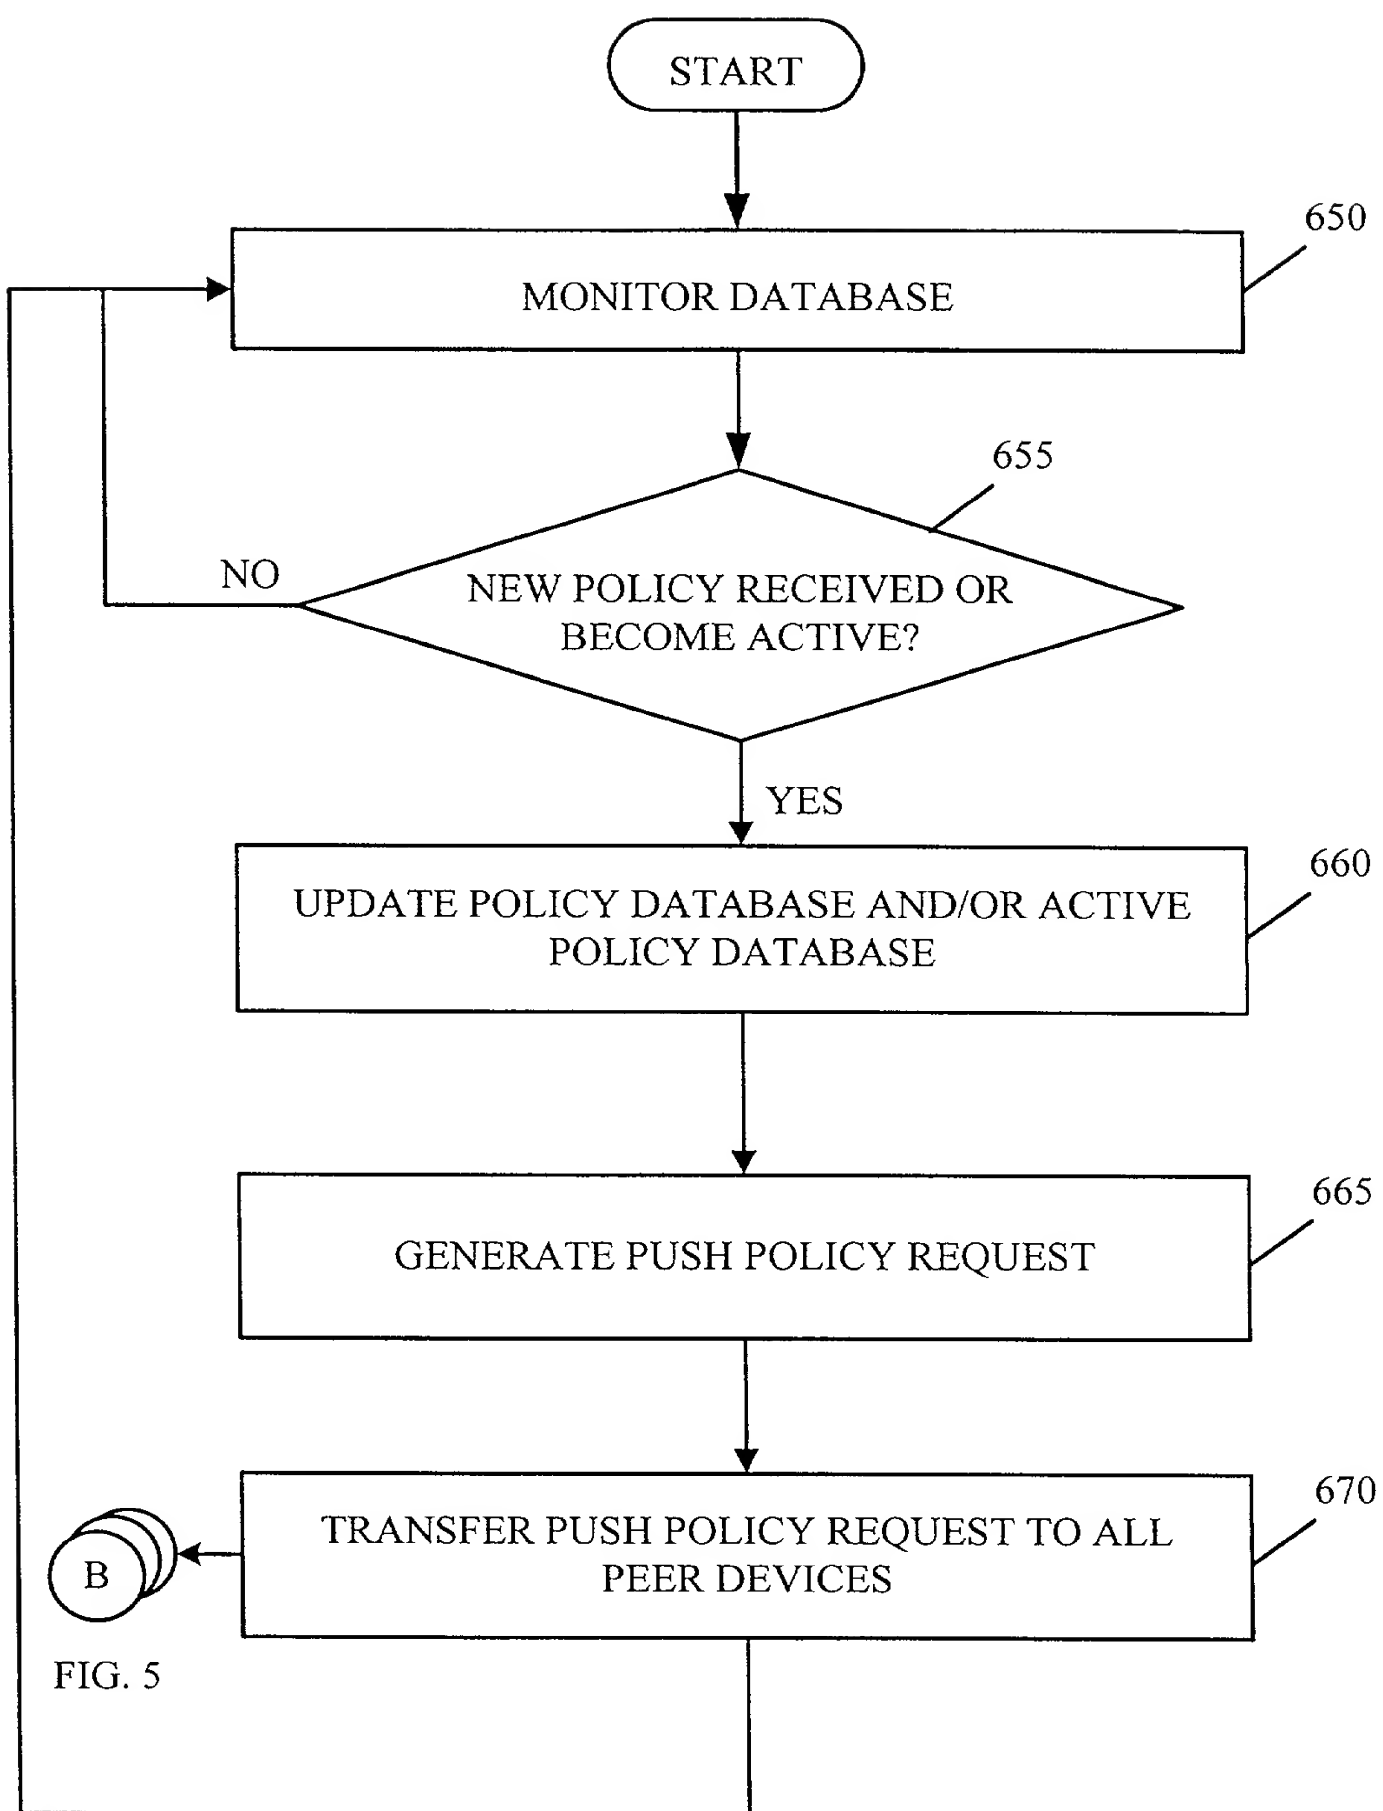 START
650
MONITOR DATABASE
655
NO
NEW POLICY RECEIVED OR
BECOME ACTIVE?
YES
660
UPDATE POLICY DATABASE AND/OR ACTIVE
POLICY DATABASE
665
GENERATE PUSH POLICY REQUEST
670
TRANSFER PUSH POLICY REQUEST TO ALL
PEER DEVICES
B
FIG. 5